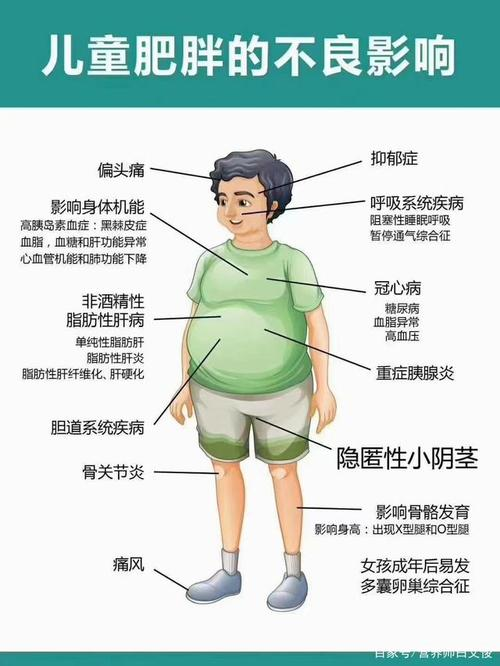 儿童肥胖的不良影响
偏头痛
影响身体机能
高胰岛素血症：黑棘皮症
血脂，血糖和肝功能异常
心血管机能和肺功能下降
非酒精性
脂肪性肝病
单纯性脂肪肝
脂肪性肝炎
脂肪性肝纤维化、肝硬化
胆道系统疾病
骨关节炎
痛风
抑郁症
呼吸系统疾病
阻塞性睡眠呼吸
暂停通气综合征
冠心病
糖尿病
血脂异常
高血压
重症胰腺炎
隐匿性小阴茎
影响骨骼发育
影响身高：出现X型腿和O型腿
女孩成年后易发
多囊卵巢综合征
百家号/营养师白文俊